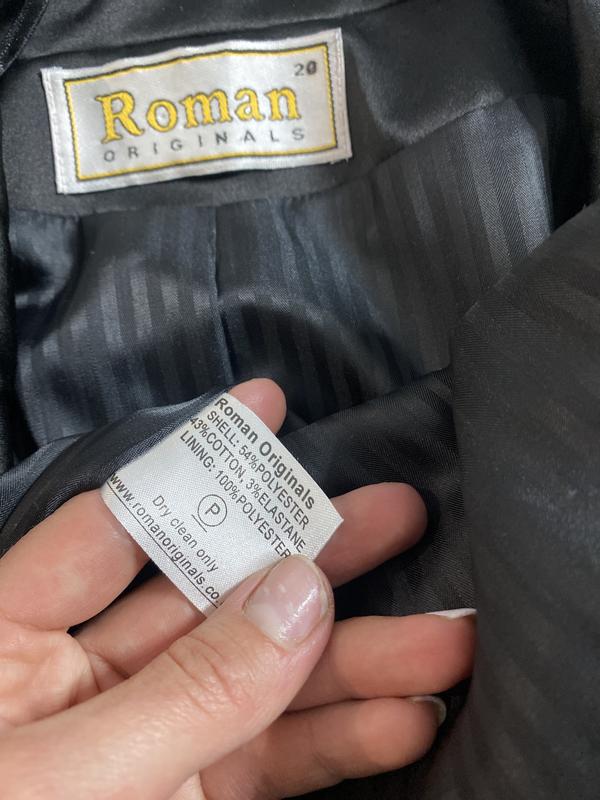 20
Roman
ORIGINALS
Roman Originals
SHELL: 54%POLYESTER
43%COTTON, 3%ELASTANE
LINING: 100%POLYESTER
P
Dry clean only
www.romanoriginals.co